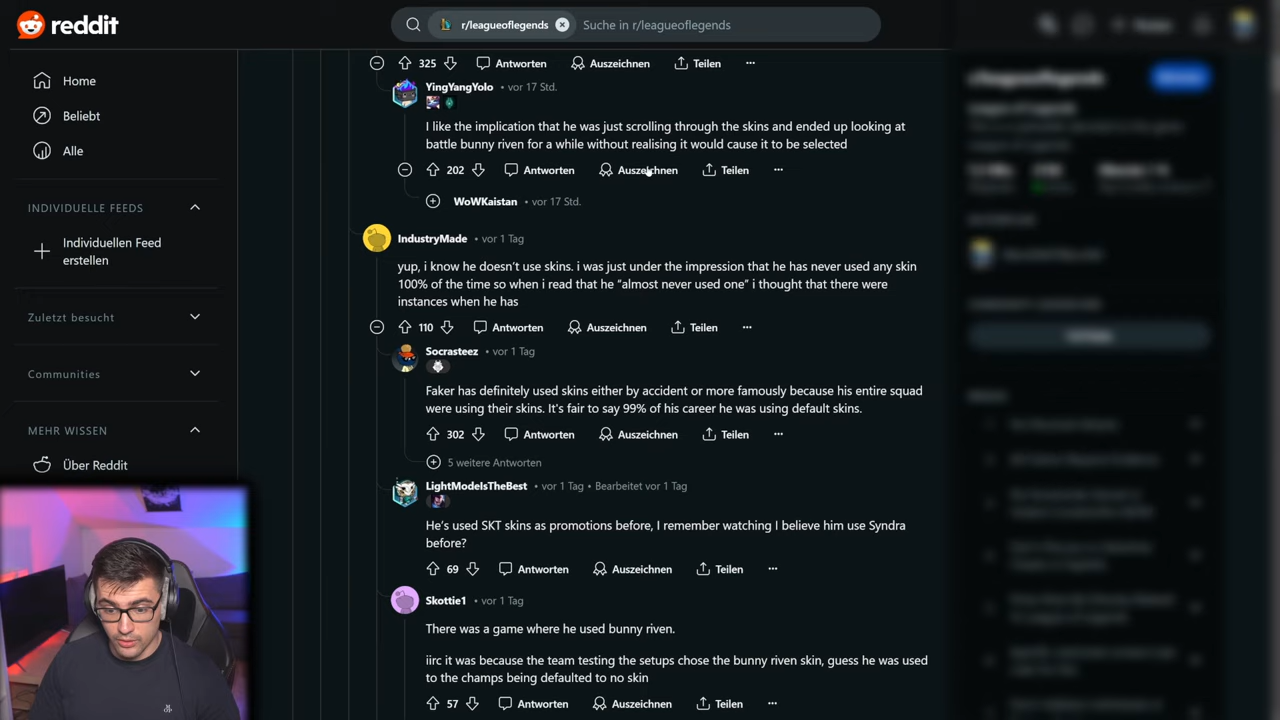 reddit
r/leagueoflegends
Suche in r/leagueoflegends
Home
Beliebt
Alle
INDIVIDUELLE FEEDS
Individuellen Feed
erstellen
Zuletzt besucht
Communities
MEHR WISSEN
Über Reddit
325 Antworten Auszeichnen Teilen
YingYangYolo • vor 17 Std.
I like the implication that he was just scrolling through the skins and ended up looking at
battle bunny riven for a while without realising it would cause it to be selected
202 Antworten Auszeichnen Teilen
WoWKaistan • vor 17 Std.
IndustryMade • vor 1 Tag
yup, i know he doesn't use skins. i was just under the impression that he has never used any skin
100% of the time so when i read that he “almost never used one” i thought that there were
instances when he has
110 Antworten Auszeichnen Teilen
Socrasteez • vor 1 Tag
Faker has definitely used skins either by accident or more famously because his entire squad
were using their skins. It's fair to say 99% of his career he was using default skins.
302 Antworten Auszeichnen Teilen
5 weitere Antworten
LightModeIsTheBest • vor 1 Tag • Bearbeitet vor 1 Tag
He's used SKT skins as promotions before, I remember watching I believe him use Syndra
before?
69 Antworten Auszeichnen Teilen
Skottie1 • vor 1 Tag
There was a game where he used bunny riven.
iirc it was because the team testing the setups chose the bunny riven skin, guess he was used
to the champs being defaulted to no skin
57 Antworten Auszeichnen Teilen